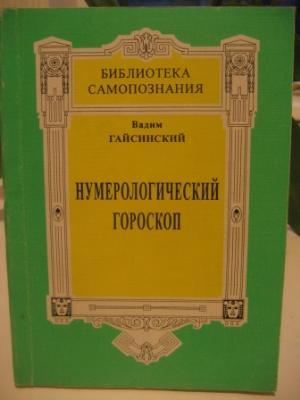 БИБЛИОТЕКА
САМОПОЗНАНИЯ
Вадим
ГАЙСИНСКИЙ
НУМЕРОЛОГИЧЕСКИЙ
ГОРОСКОП